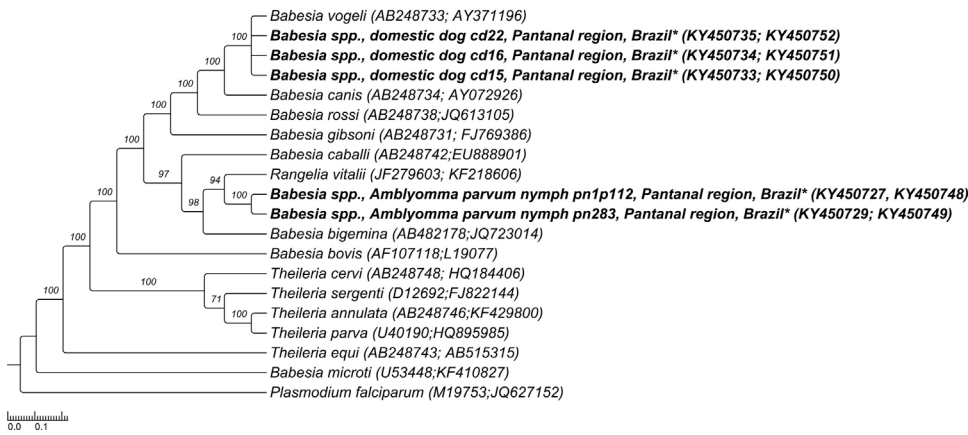 Babesia vogeli (AB248733; AY371196)
100
Babesia spp., domestic dog cd22, Pantanal region, Brazil* (KY450735; KY450752)
Babesia spp., domestic dog cd16, Pantanal region, Brazil* (KY450734; KY450751)
100
Babesia spp., domestic dog cd15, Pantanal region, Brazil* (KY450733; KY450750)
100
Babesia canis (AB248734; AY072926)
100
Babesia rossi (AB248738;JQ613105)
Babesia gibsoni (AB248731; FJ769386)
100
Babesia caballi (AB248742;EU888901)
97
94
Rangelia vitalii (JF279603; KF218606)
100
Babesia spp., Amblyomma parvum nymph pn1p112, Pantanal region, Brazil* (KY450727, KY450748)
100
98
Babesia spp., Amblyomma parvum nymph pn283, Pantanal region, Brazil* (KY450729; KY450749)
Babesia bigemina (AB482178;JQ723014)
100
Babesia bovis (AF107118;L19077)
100
Theileria cervi (AB248748; HQ184406)
100
71
Theileria sergenti (D12692;FJ822144)
100
Theileria annulata (AB248746;KF429800)
Theileria parva (U40190;HQ895985)
Theileria equi (AB248743; AB515315)
Babesia microti (U53448;KF410827)
Plasmodium falciparum (M19753;JQ627152)
0.0 0.1